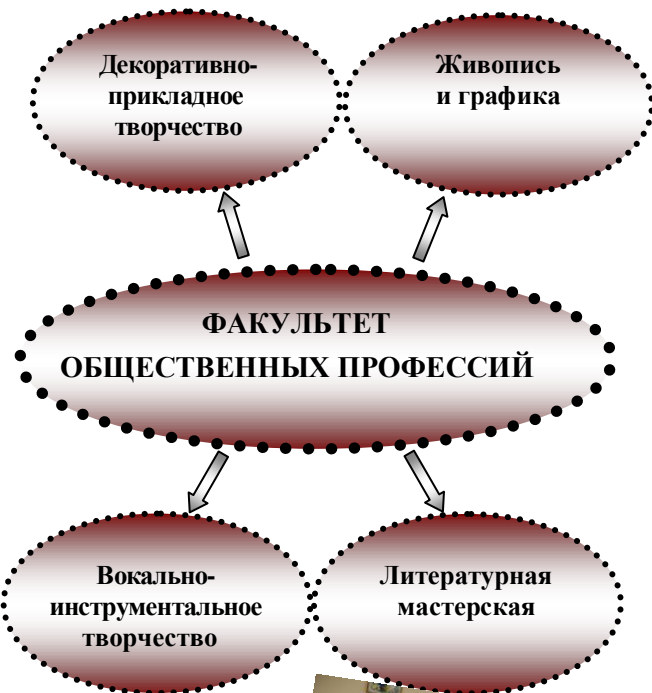 Декоративно-
прикладное
творчество
Живопись
и графика
ФАКУЛЬТЕТ
ОБЩЕСТВЕННЫХ ПРОФЕССИЙ
Вокально-
инструментальное
творчество
Литературная
мастерская